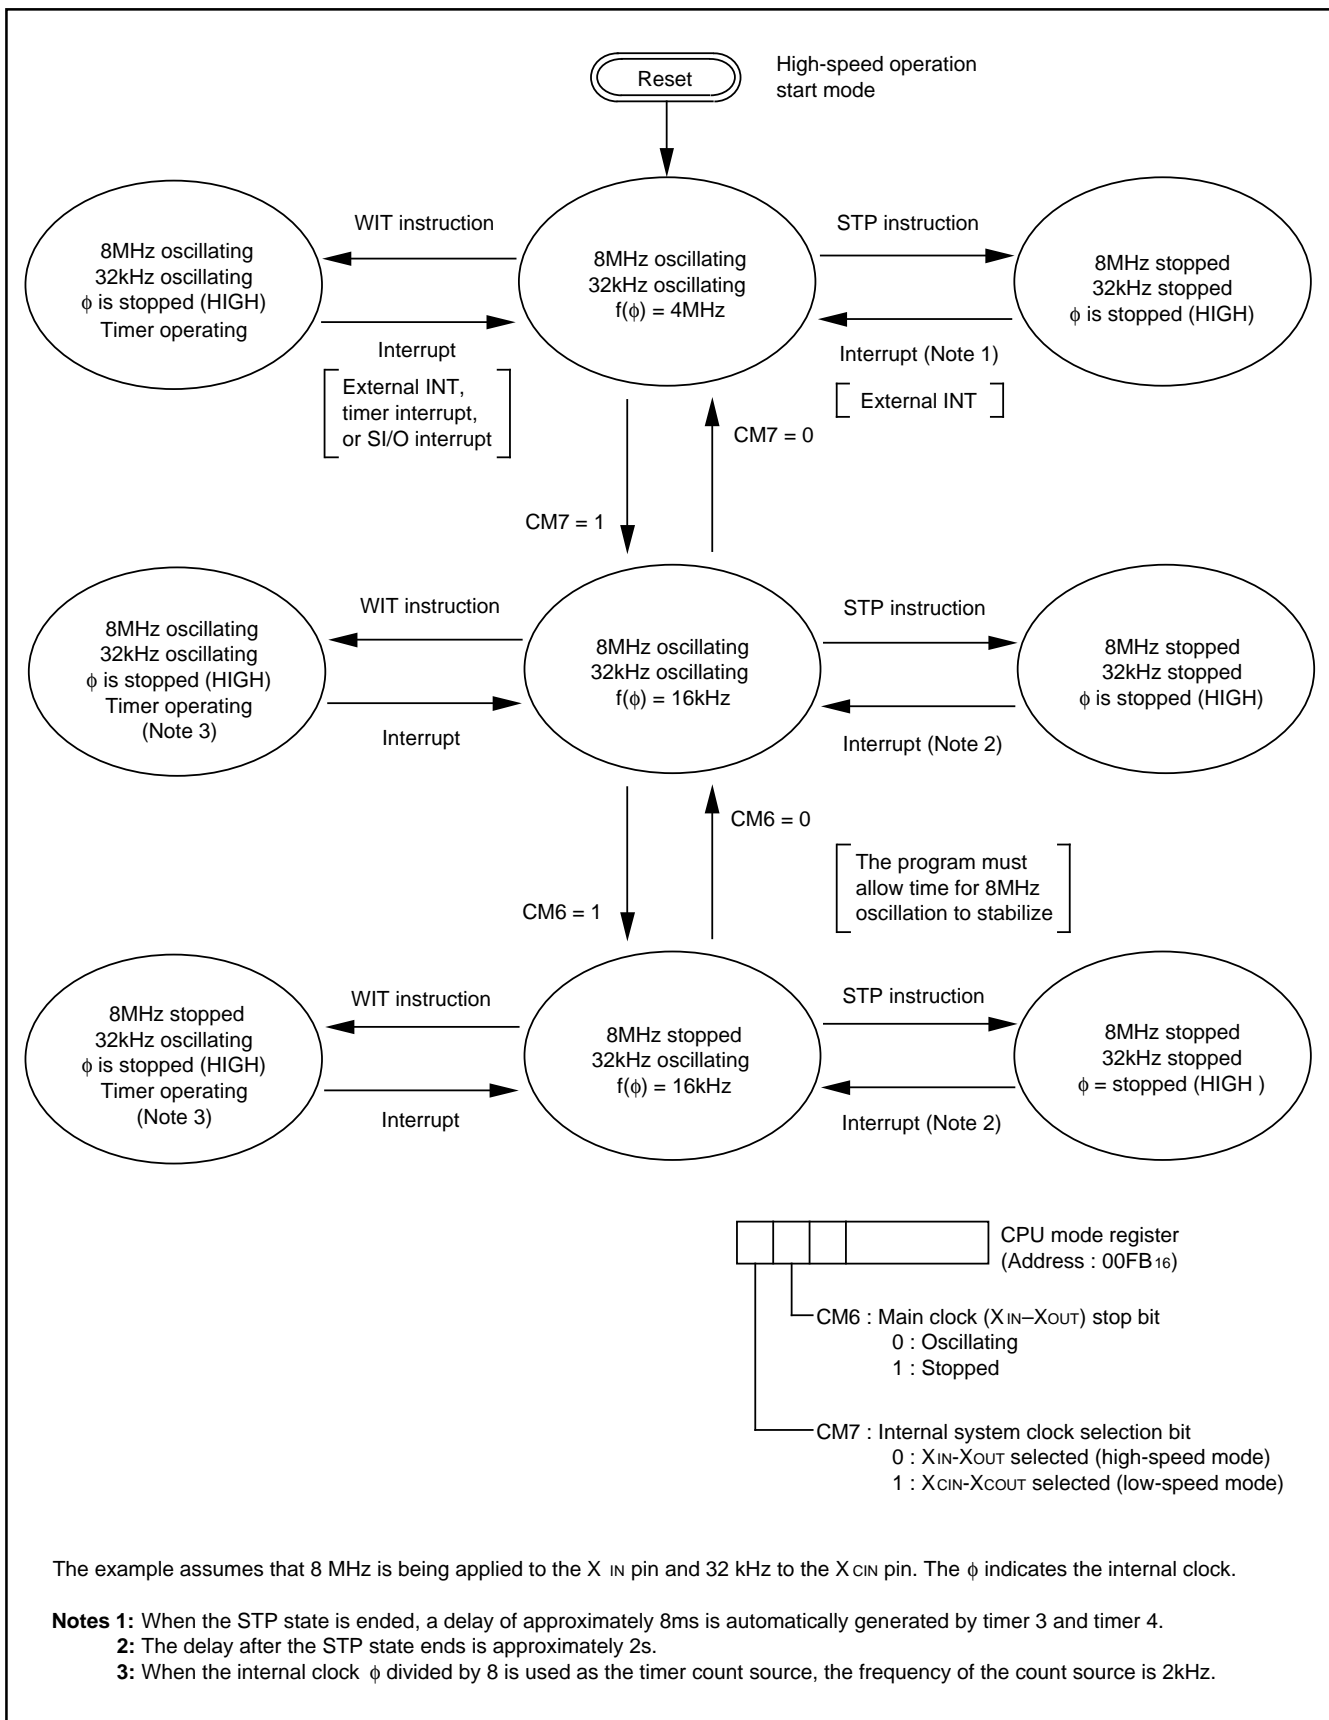 Reset
High-speed operation
start mode
WIT instruction
STP instruction
8MHz oscillating
32kHz oscillating
ϕ is stopped (HIGH)
Timer operating
8MHz oscillating
32kHz oscillating
f(ϕ) = 4MHz
8MHz stopped
32kHz stopped
ϕ is stopped (HIGH)
Interrupt
External INT,
timer interrupt,
or SI/O interrupt
Interrupt (Note 1)
External INT
CM7 = 0
CM7 = 1
WIT instruction
STP instruction
8MHz oscillating
32kHz oscillating
ϕ is stopped (HIGH)
Timer operating
(Note 3)
8MHz oscillating
32kHz oscillating
f(ϕ) = 16kHz
8MHz stopped
32kHz stopped
ϕ is stopped (HIGH)
Interrupt
Interrupt (Note 2)
CM6 = 0
CM6 = 1
The program must
allow time for 8MHz
oscillation to stabilize
WIT instruction
STP instruction
8MHz stopped
32kHz oscillating
ϕ is stopped (HIGH)
Timer operating
(Note 3)
8MHz stopped
32kHz oscillating
f(ϕ) = 16kHz
8MHz stopped
32kHz stopped
ϕ = stopped (HIGH )
Interrupt
Interrupt (Note 2)
CPU mode register
(Address : 00FB16)
CM6 : Main clock (XIN–XOUT) stop bit
0 : Oscillating
1 : Stopped
CM7 : Internal system clock selection bit
0 : XIN-XOUT selected (high-speed mode)
1 : XCIN-XCOUT selected (low-speed mode)
The example assumes that 8 MHz is being applied to the X IN pin and 32 kHz to the XCIN pin. The ϕ indicates the internal clock.
Notes 1: When the STP state is ended, a delay of approximately 8ms is automatically generated by timer 3 and timer 4.
2: The delay after the STP state ends is approximately 2s.
3: When the internal clock ϕ divided by 8 is used as the timer count source, the frequency of the count source is 2kHz.